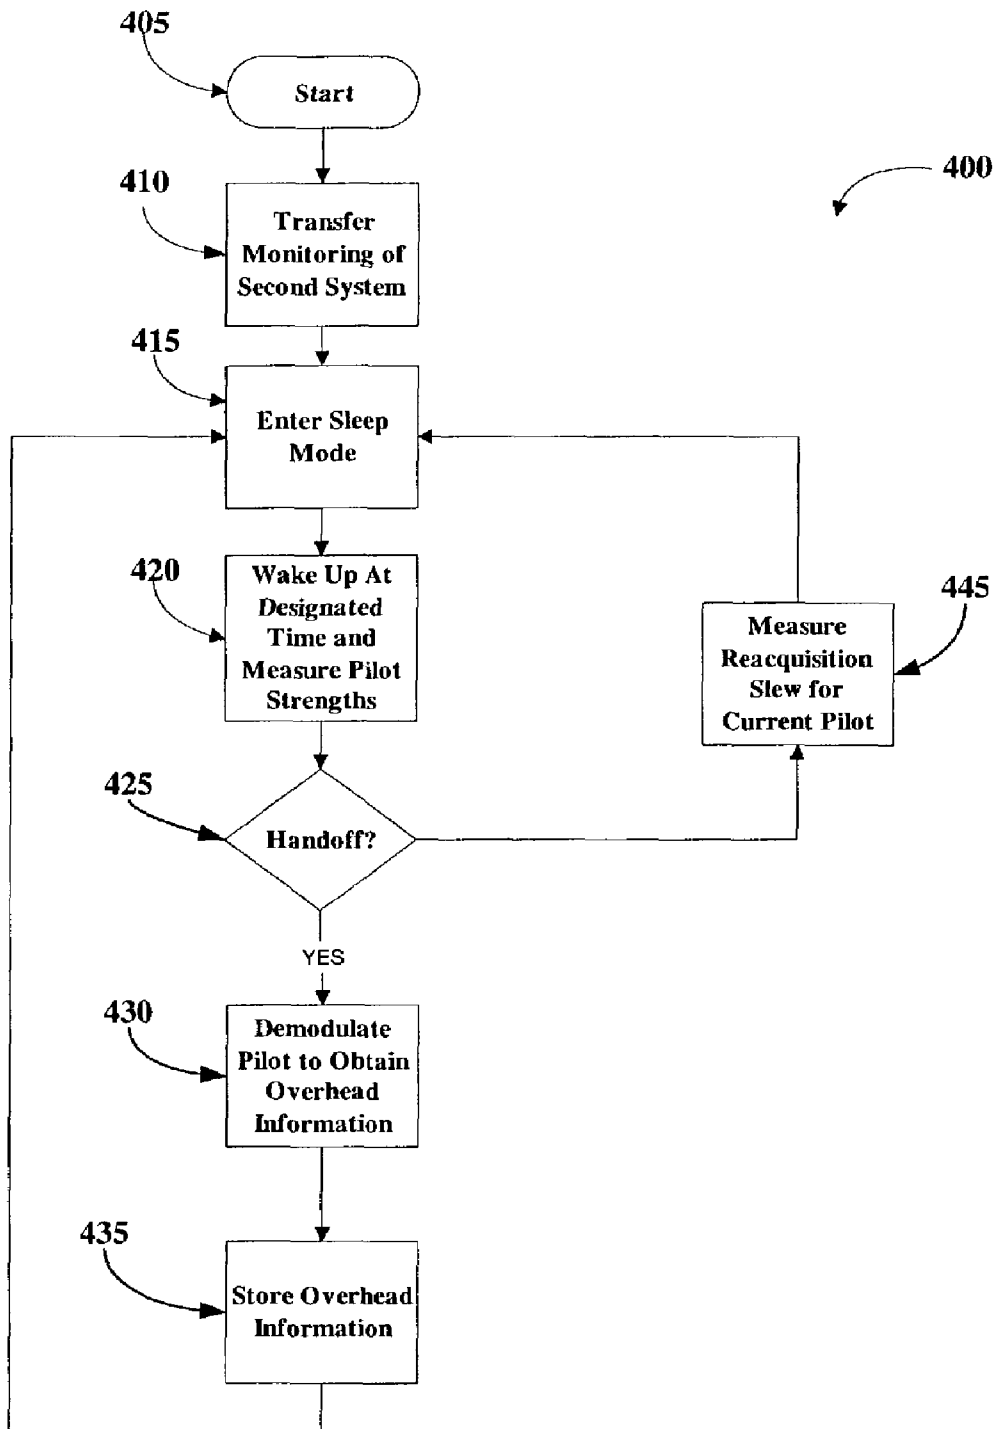 405
Start
400
410
Transfer
Monitoring of
Second System
415
Enter Sleep
Mode
420
Wake Up At
Designated
Time and
Measure Pilot
Strengths
445
Measure
Reacquisition
Slew for
Current Pilot
425
Handoff?
YES
430
Demodulate
Pilot to Obtain
Overhead
Information
435
Store Overhead
Information